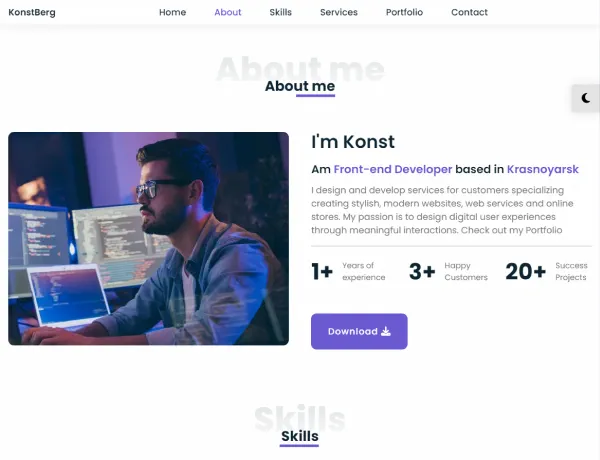 KonstBerg Home About Skills Services Portfolio Contact
About me
About me
I'm Konst
Am Front-end Developer based in Krasnoyarsk
I design and develop services for customers specializing
creating stylish, modern websites, web services and online
stores. My passion is to design digital user experiences
through meaningful interactions. Check out my Portfolio
1+ Years of
experience
3+ Happy
Customers
20+ Success
Projects
Download
Skills
Skills